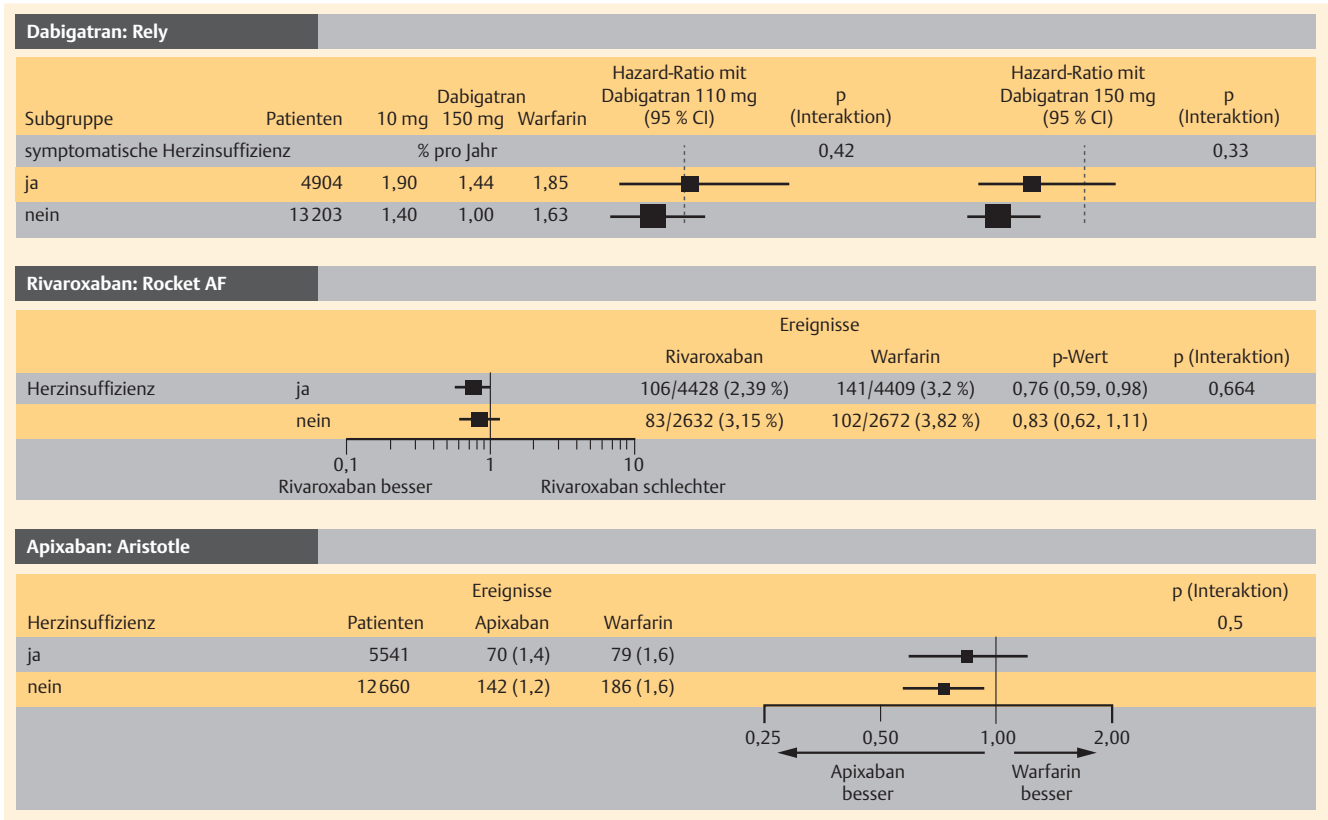 Dabigatran: Rely
Hazard-Ratio mit Hazard-Ratio mit
Dabigatran Dabigatran 110 mg p Dabigatran 150 mg p
Subgruppe Patienten 10 mg 150 mg Warfarin (95 % CI) (Interaktion) (95 % CI) (Interaktion)
symptomatische Herzinsuffizienz % pro Jahr 0,42 0,33
ja 4904 1,90 1,44 1,85
nein 13203 1,40 1,00 1,63
Rivaroxaban: Rocket AF
Ereignisse
Rivaroxaban Warfarin p-Wert p (Interaktion)
Herzinsuffizienz ja 106/4428 (2,39 %) 141/4409 (3,2 %) 0,76 (0,59, 0,98) 0,664
nein 83/2632 (3,15 %) 102/2672 (3,82 %) 0,83 (0,62, 1,11)
0,1 1 10
Rivaroxaban besser Rivaroxaban schlechter
Apixaban: Aristotle
Ereignisse p (Interaktion)
Herzinsuffizienz Patienten Apixaban Warfarin 0,5
ja 5541 70 (1,4) 79 (1,6)
nein 12660 142 (1,2) 186 (1,6)
0,25 0,50 1,00 2,00
Apixaban Warfarin
besser besser